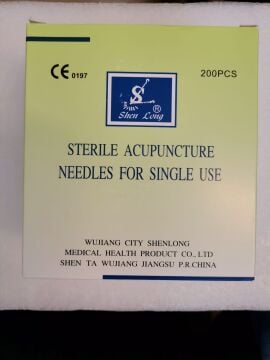 CE 0197
200PCS
Shen Long ®
STERILE ACUPUNCTURE
NEEDLES FOR SINGLE USE
WUJIANG CITY SHENLONG
MEDICAL HEALTH PRODUCT CO.,LTD
SHEN TA WUJIANG JIANGSU P.R.CHINA